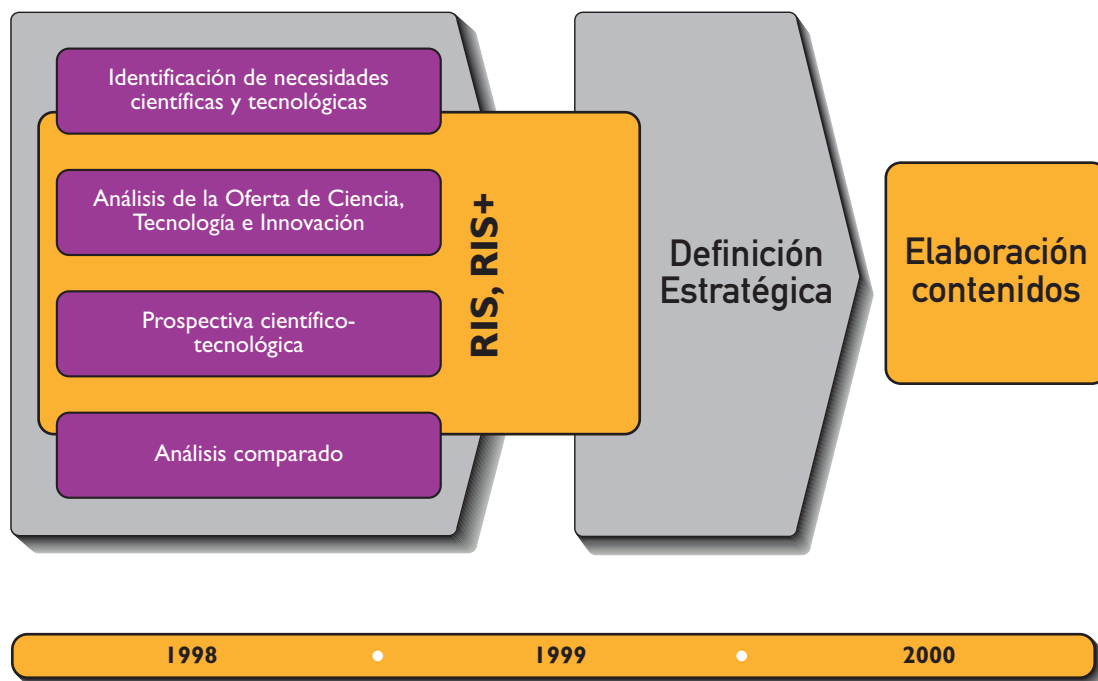 Identificación de necesidades
científicas y tecnológicas
Análisis de la Oferta de Ciencia,
Tecnología e Innovación
Prospectiva científico-
tecnológica
Análisis comparado
RIS, RIS+
Definición
Estratégica
Elaboración
contenidos
1998
1999
2000